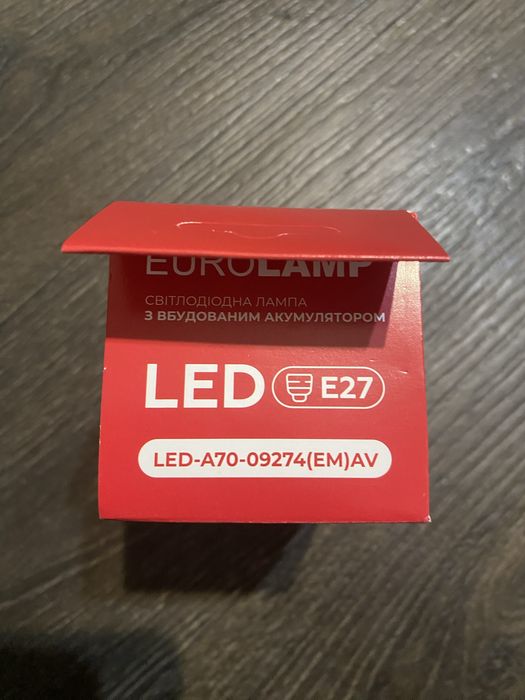 EUROLAMP
СВІТЛОДІОДНА ЛАМПА
З ВБУДОВАНИМ АКУМУЛЯТОРОМ
LED E27
LED-A70-09274(EM)AV